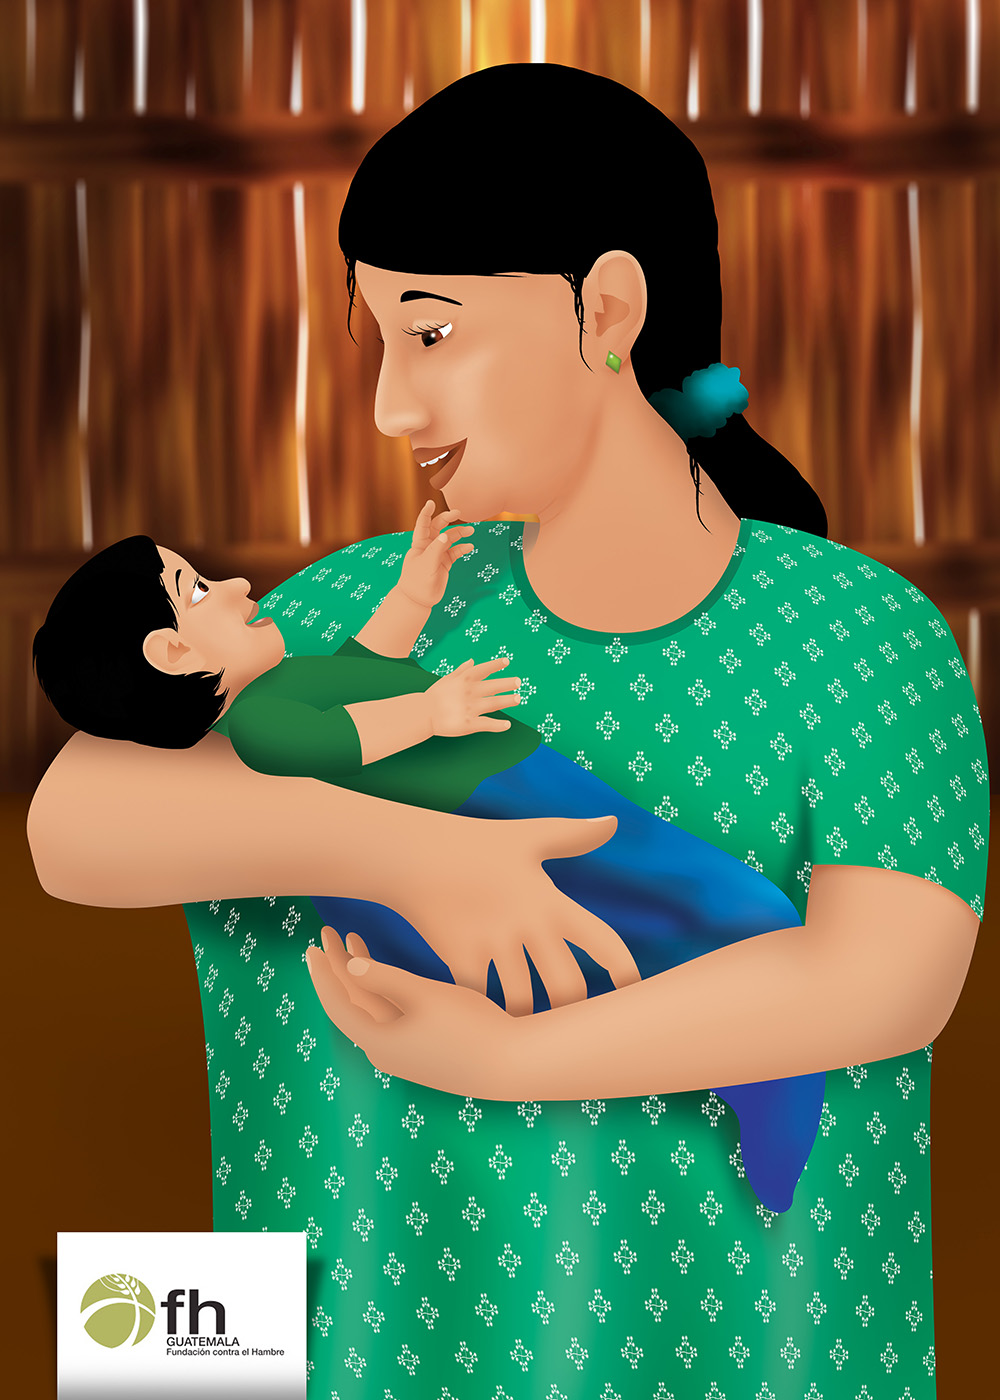 fh
GUATEMALA
Fundación contra el Hambre